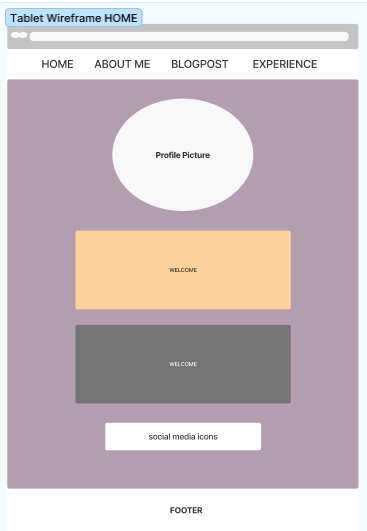 Tablet Wireframe HOME
HOME ABOUT ME BLOGPOST EXPERIENCE
Profile Picture
WELCOME
WELCOME
social media icons
FOOTER